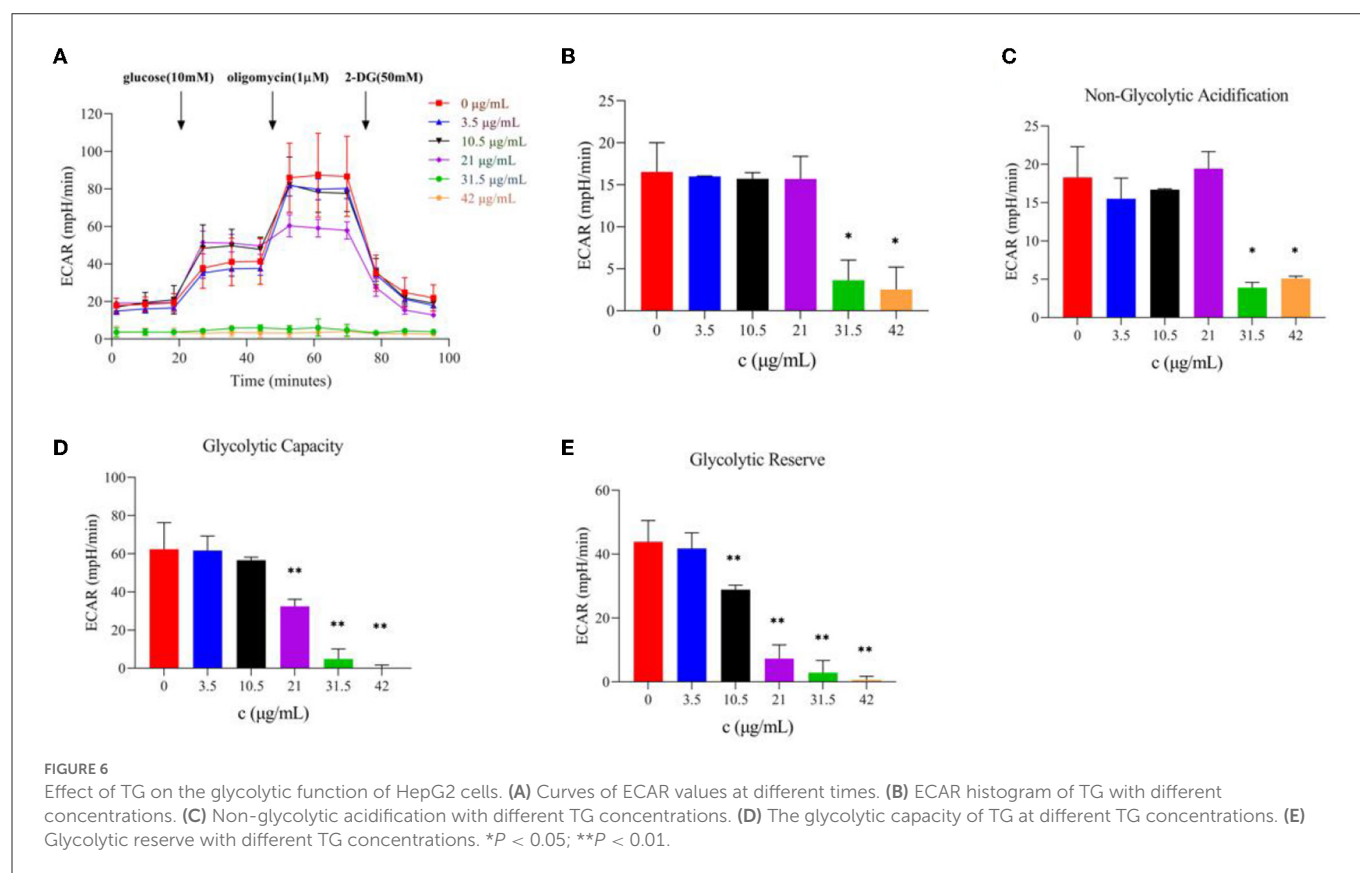 A
glucose(10mM) oligomycin(1μM) 2-DG(50mM)
ECAR (mpH/min)
120
100
80
60
40
20
0
0 20 40 60 80 100
Time (minutes)
0 μg/mL
3.5 μg/mL
10.5 μg/mL
21 μg/mL
31.5 μg/mL
42 μg/mL
B
ECAR (mpH/min)
25
20
15
10
5
0
* *
0 3.5 10.5 21 31.5 42
c (μg/mL)
C
Non-Glycolytic Acidification
ECAR (mpH/min)
25
20
15
10
5
0
* *
0 3.5 10.5 21 31.5 42
c (μg/mL)
D
Glycolytic Capacity
ECAR (mpH/min)
100
80
60
40
20
0
** ** **
0 3.5 10.5 21 31.5 42
c (μg/mL)
E
Glycolytic Reserve
ECAR (mpH/min)
60
40
20
0
** ** ** **
0 3.5 10.5 21 31.5 42
c (μg/mL)
FIGURE 6
Effect of TG on the glycolytic function of HepG2 cells. (A) Curves of ECAR values at different times. (B) ECAR histogram of TG with different
concentrations. (C) Non-glycolytic acidification with different TG concentrations. (D) The glycolytic capacity of TG at different TG concentrations. (E)
Glycolytic reserve with different TG concentrations. *P < 0.05; **P < 0.01.